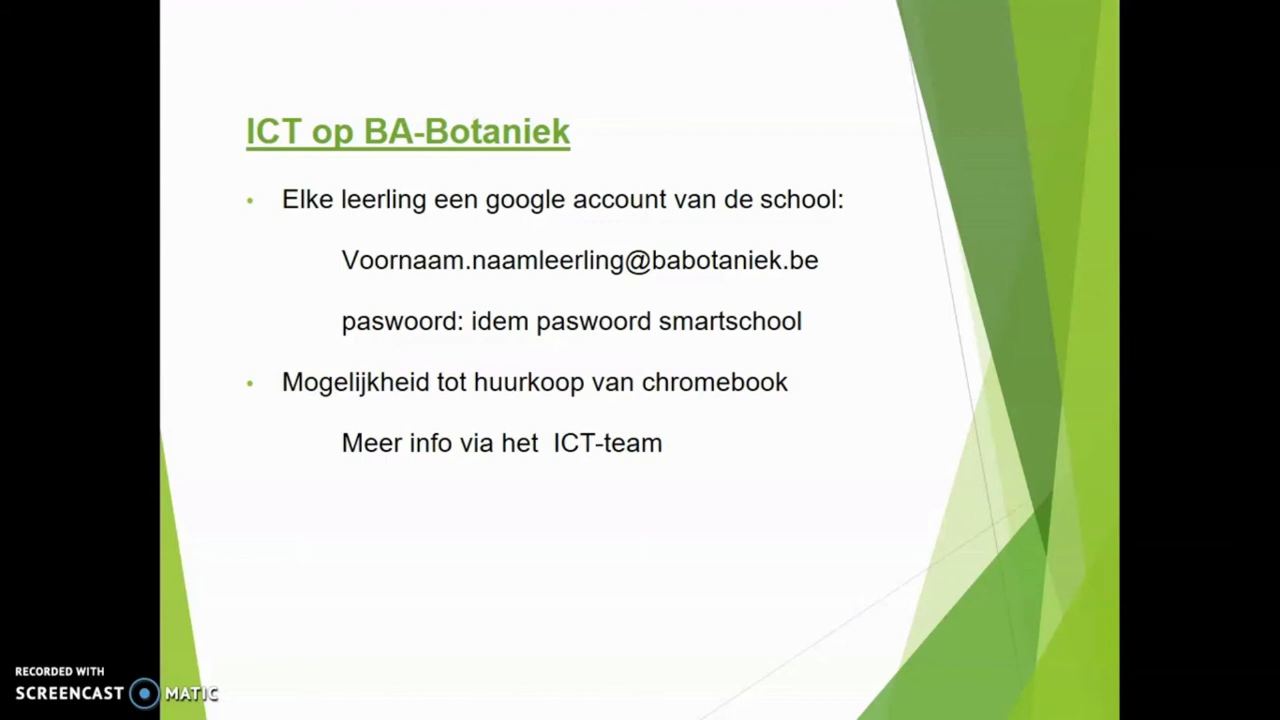 ICT op BA-Botaniek
• Elke leerling een google account van de school:
Voornaam.naamleerling@babotaniek.be
paswoord: idem paswoord smartschool
• Mogelijkheid tot huurkoop van chromebook
Meer info via het ICT-team
RECORDED WITH
SCREENCAST MATIC